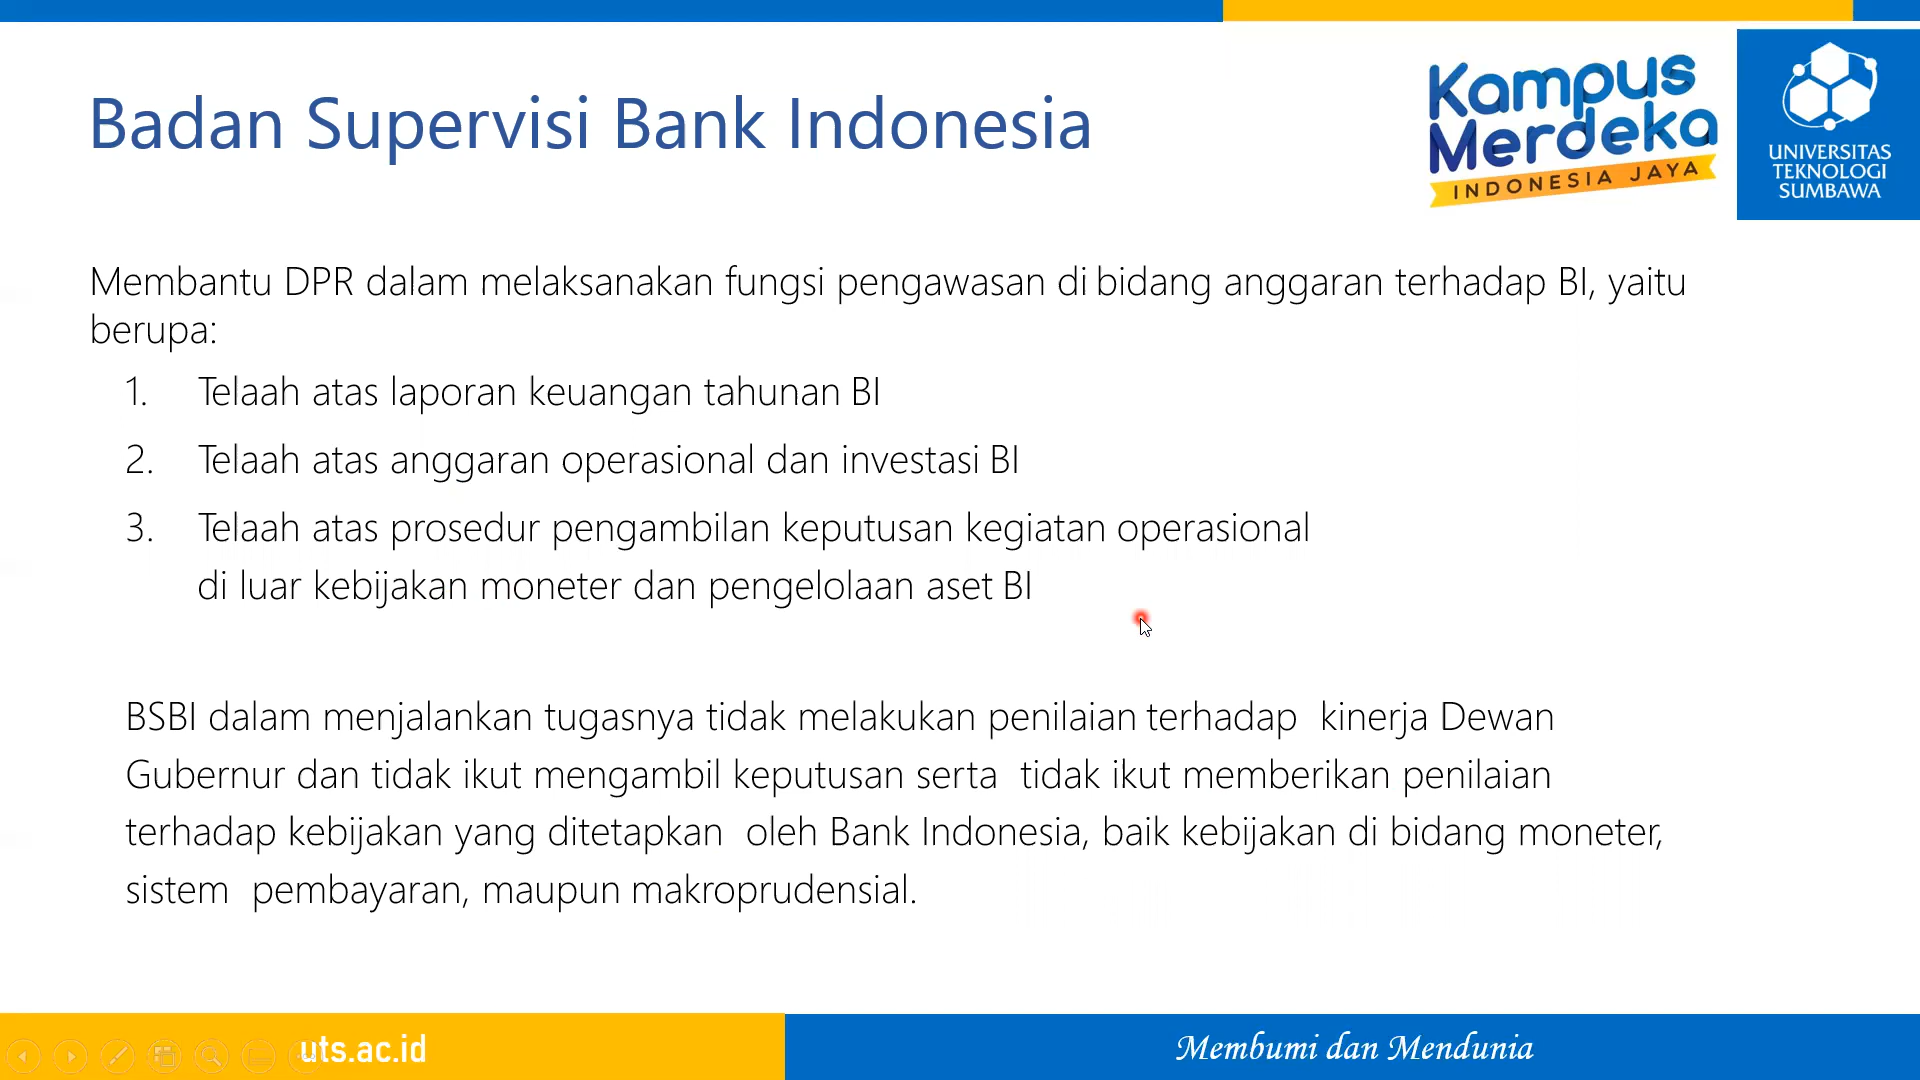 Badan Supervisi Bank Indonesia
Kampus
Merdeka
INDONESIA JAYA
UNIVERSITAS
TEKNOLOGI
SUMBAWA
Membantu DPR dalam melaksanakan fungsi pengawasan di bidang anggaran terhadap BI, yaitu
berupa:
1. Telaah atas laporan keuangan tahunan BI
2. Telaah atas anggaran operasional dan investasi BI
3. Telaah atas prosedur pengambilan keputusan kegiatan operasional
di luar kebijakan moneter dan pengelolaan aset BI
BSBI dalam menjalankan tugasnya tidak melakukan penilaian terhadap kinerja Dewan
Gubernur dan tidak ikut mengambil keputusan serta tidak ikut memberikan penilaian
terhadap kebijakan yang ditetapkan oleh Bank Indonesia, baik kebijakan di bidang moneter,
sistem pembayaran, maupun makroprudensial.
uts.ac.id
Membumi dan Mendunia